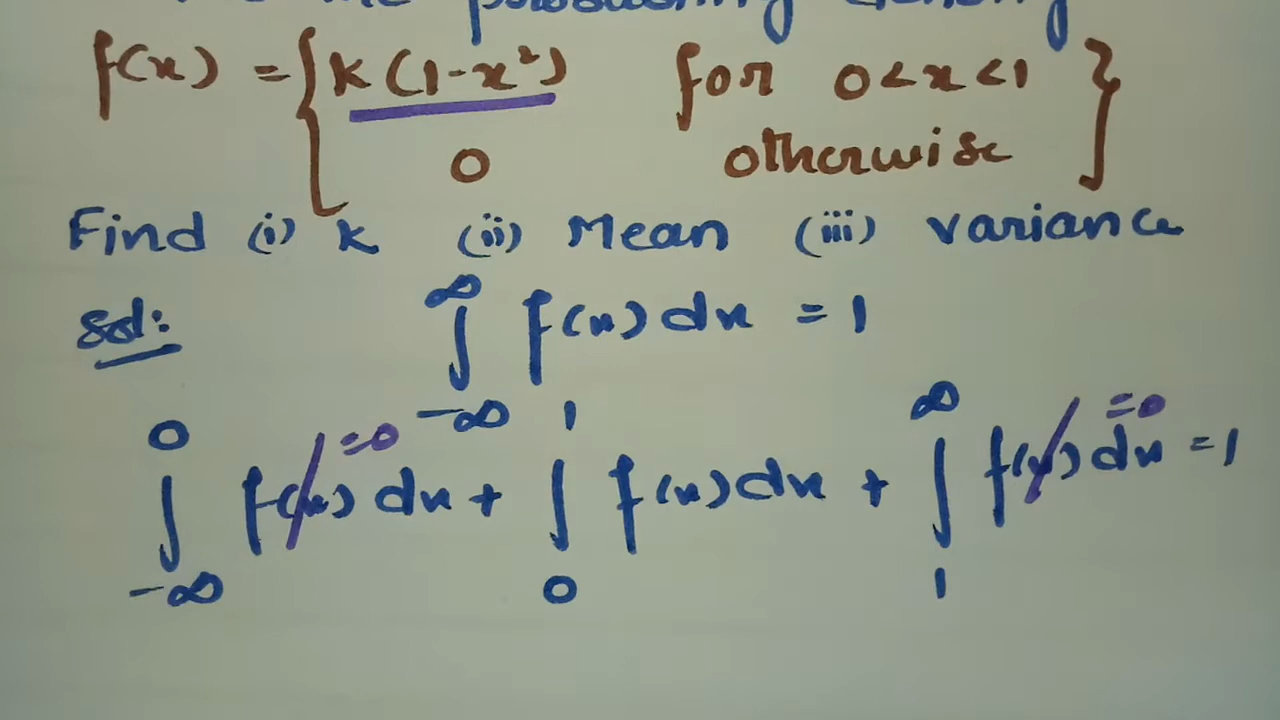 f(x) = { k (1-x²) for 0<x<1 }
0 otherwise
Find (i) k (ii) Mean (iii) variance
Sol: ∫_{-∞}^{∞} f(x) dx = 1
∫_{-∞}^{0} f(x) dx =0 + ∫_{0}^{1} f(x) dx + ∫_{1}^{∞} f(x) dx =0 = 1